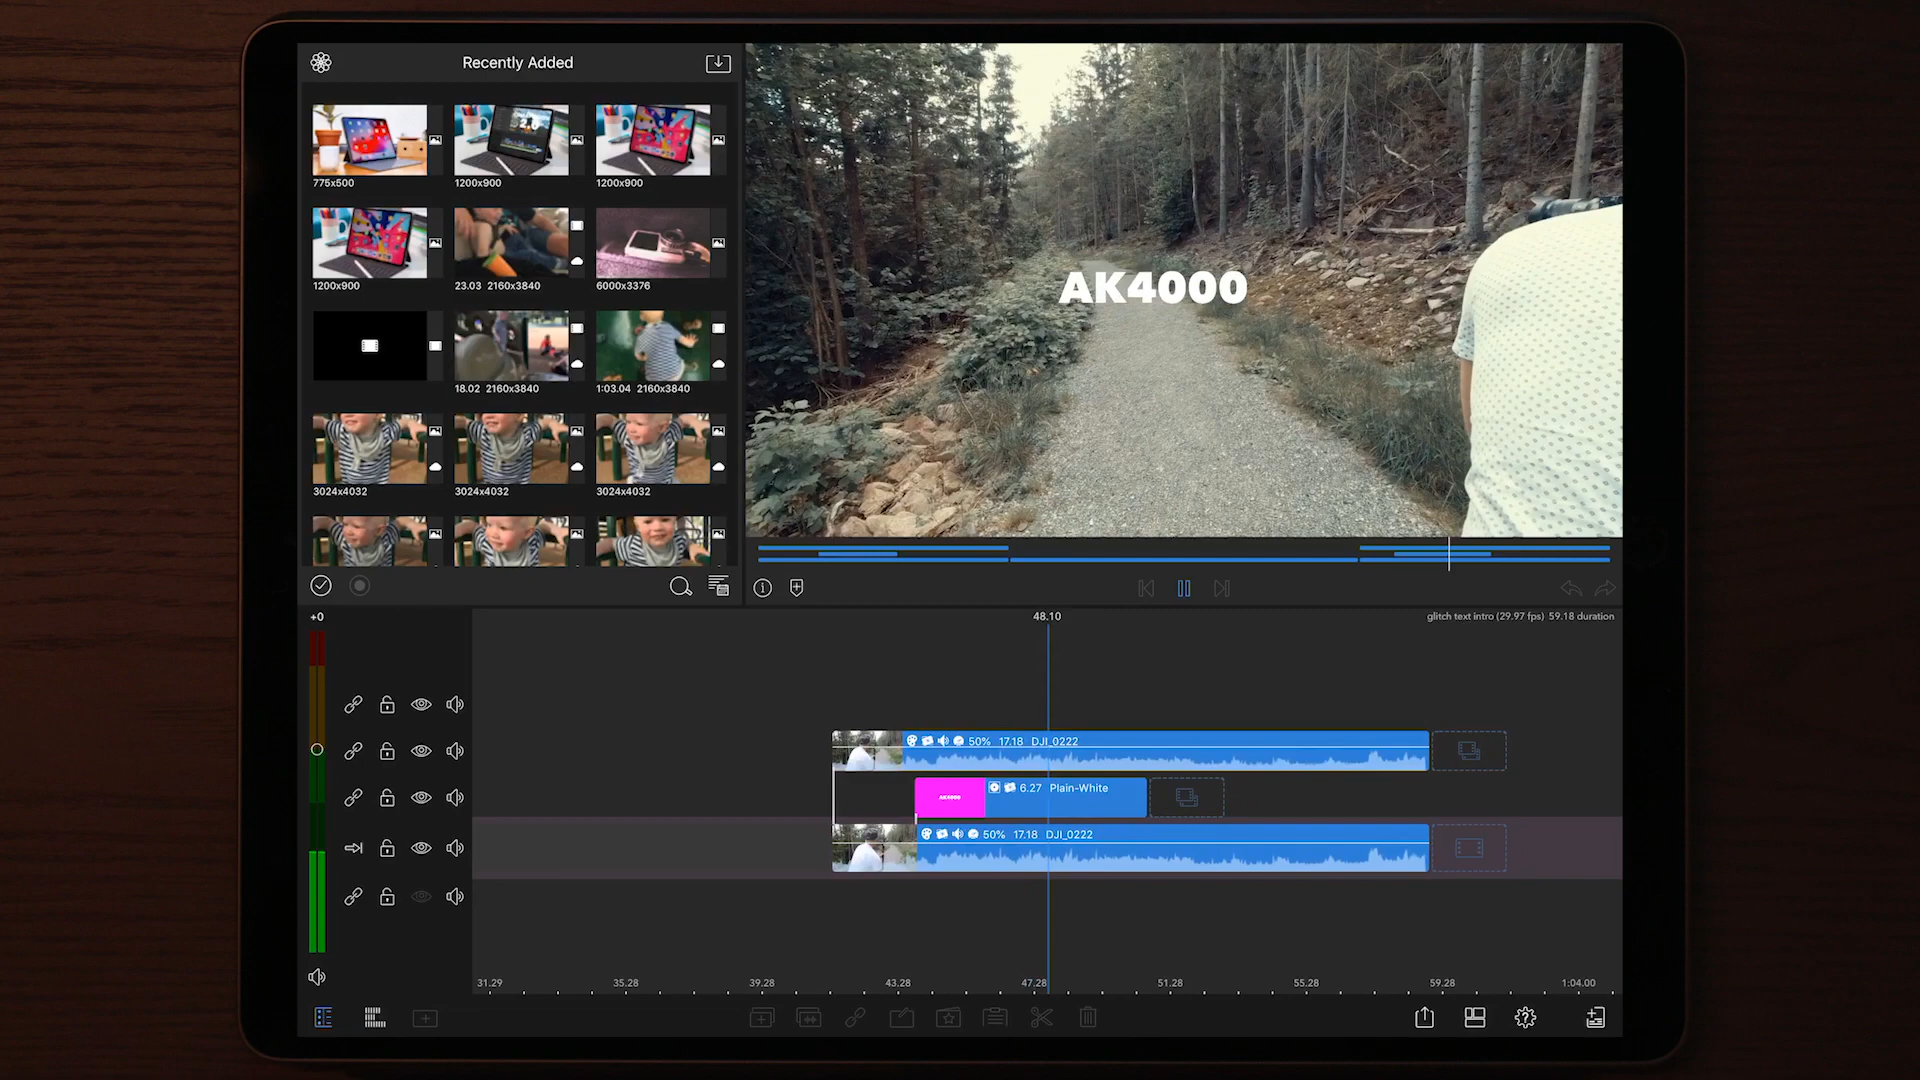 Recently Added
775x500
1200x900
1200x900
1200x900
23.03 2160x3840
6000x3376
18.02 2160x3840
1:03.04 2160x3840
3024x4032
3024x4032
3024x4032
AK4000
+0
48.10
glitch text intro (29.97 fps) 59.18 duration
50% 17.18 DJI_0222
AK4000
6.27 Plain-White
50% 17.18 DJI_0222
31.29
35.28
39.28
43.28
47.28
51.28
55.28
59.28
1:04.00